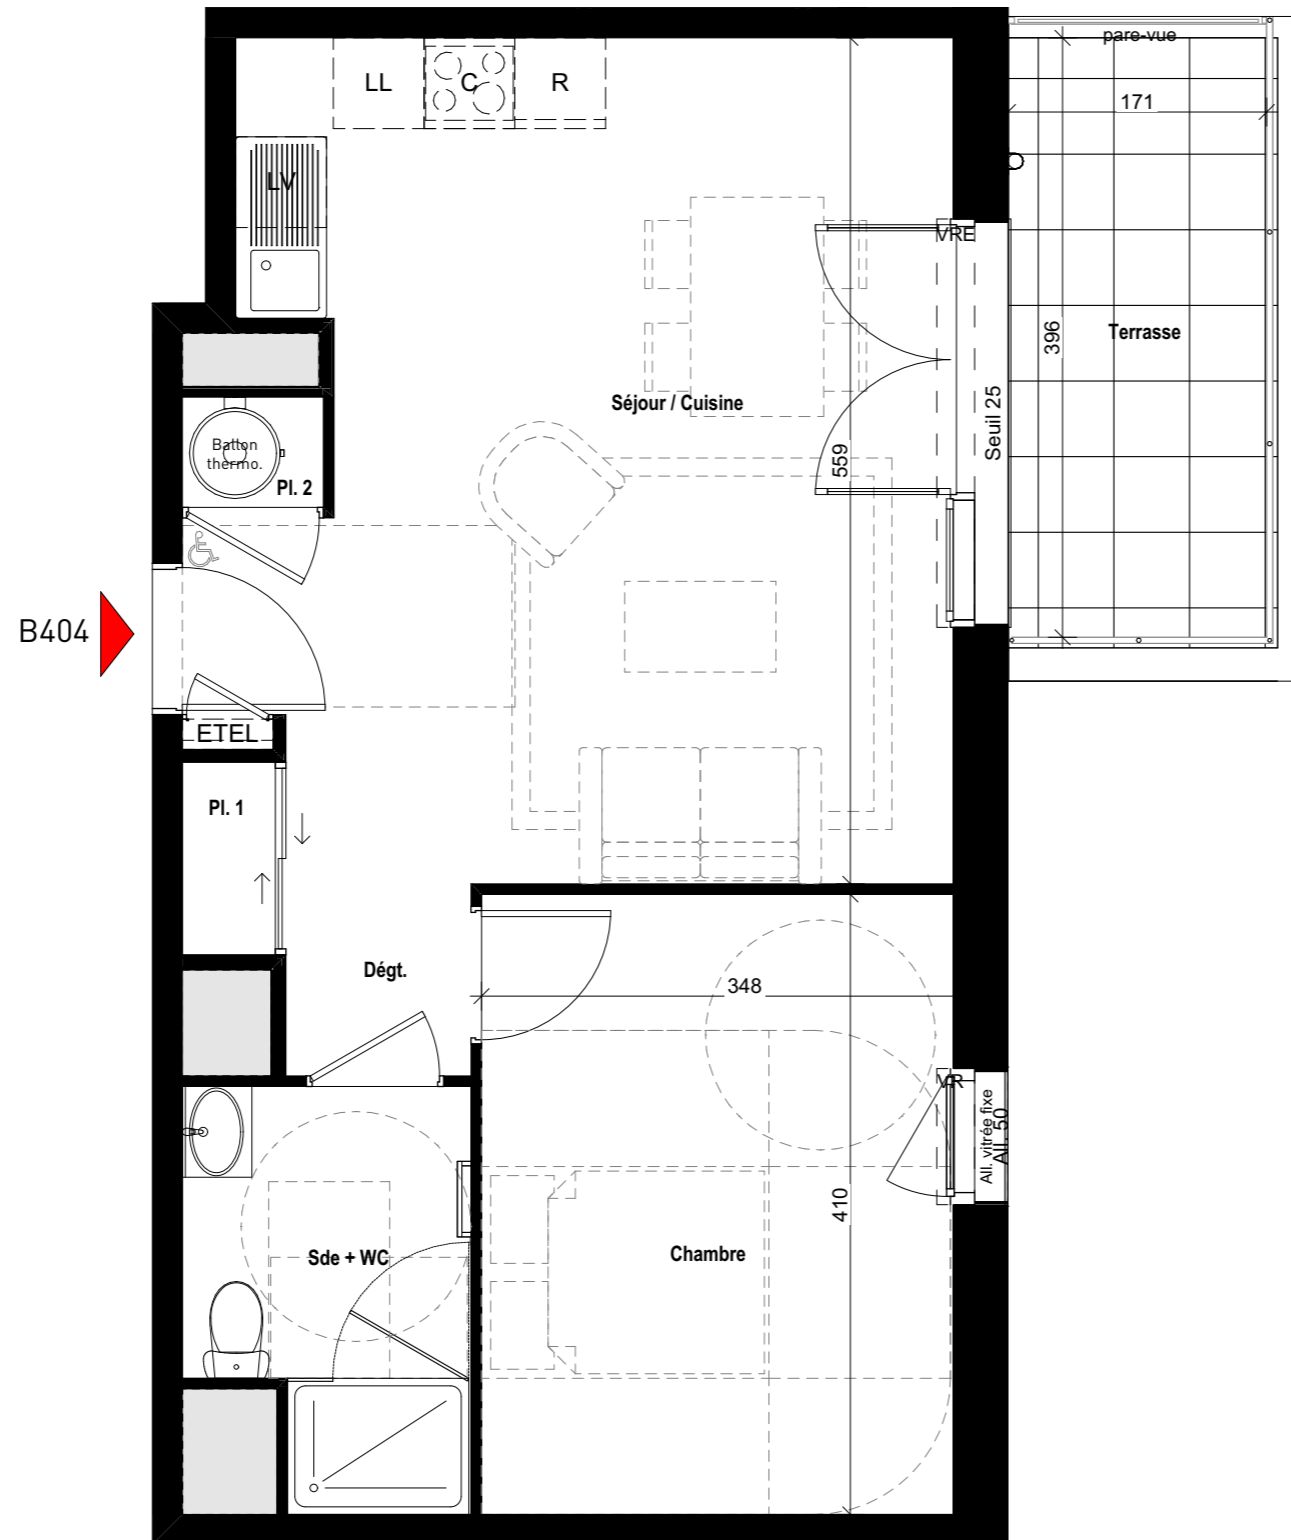 pare-vue
LL
C
R
171
LV
VRE
396
Terrasse
Séjour / Cuisine
Seuil 25
559
Ballon
thermo.
Pl. 2
B404
ETEL
Pl. 1
Dégt.
348
VR
All. vitrée fixe
All. 50
410
Sde + WC
Chambre